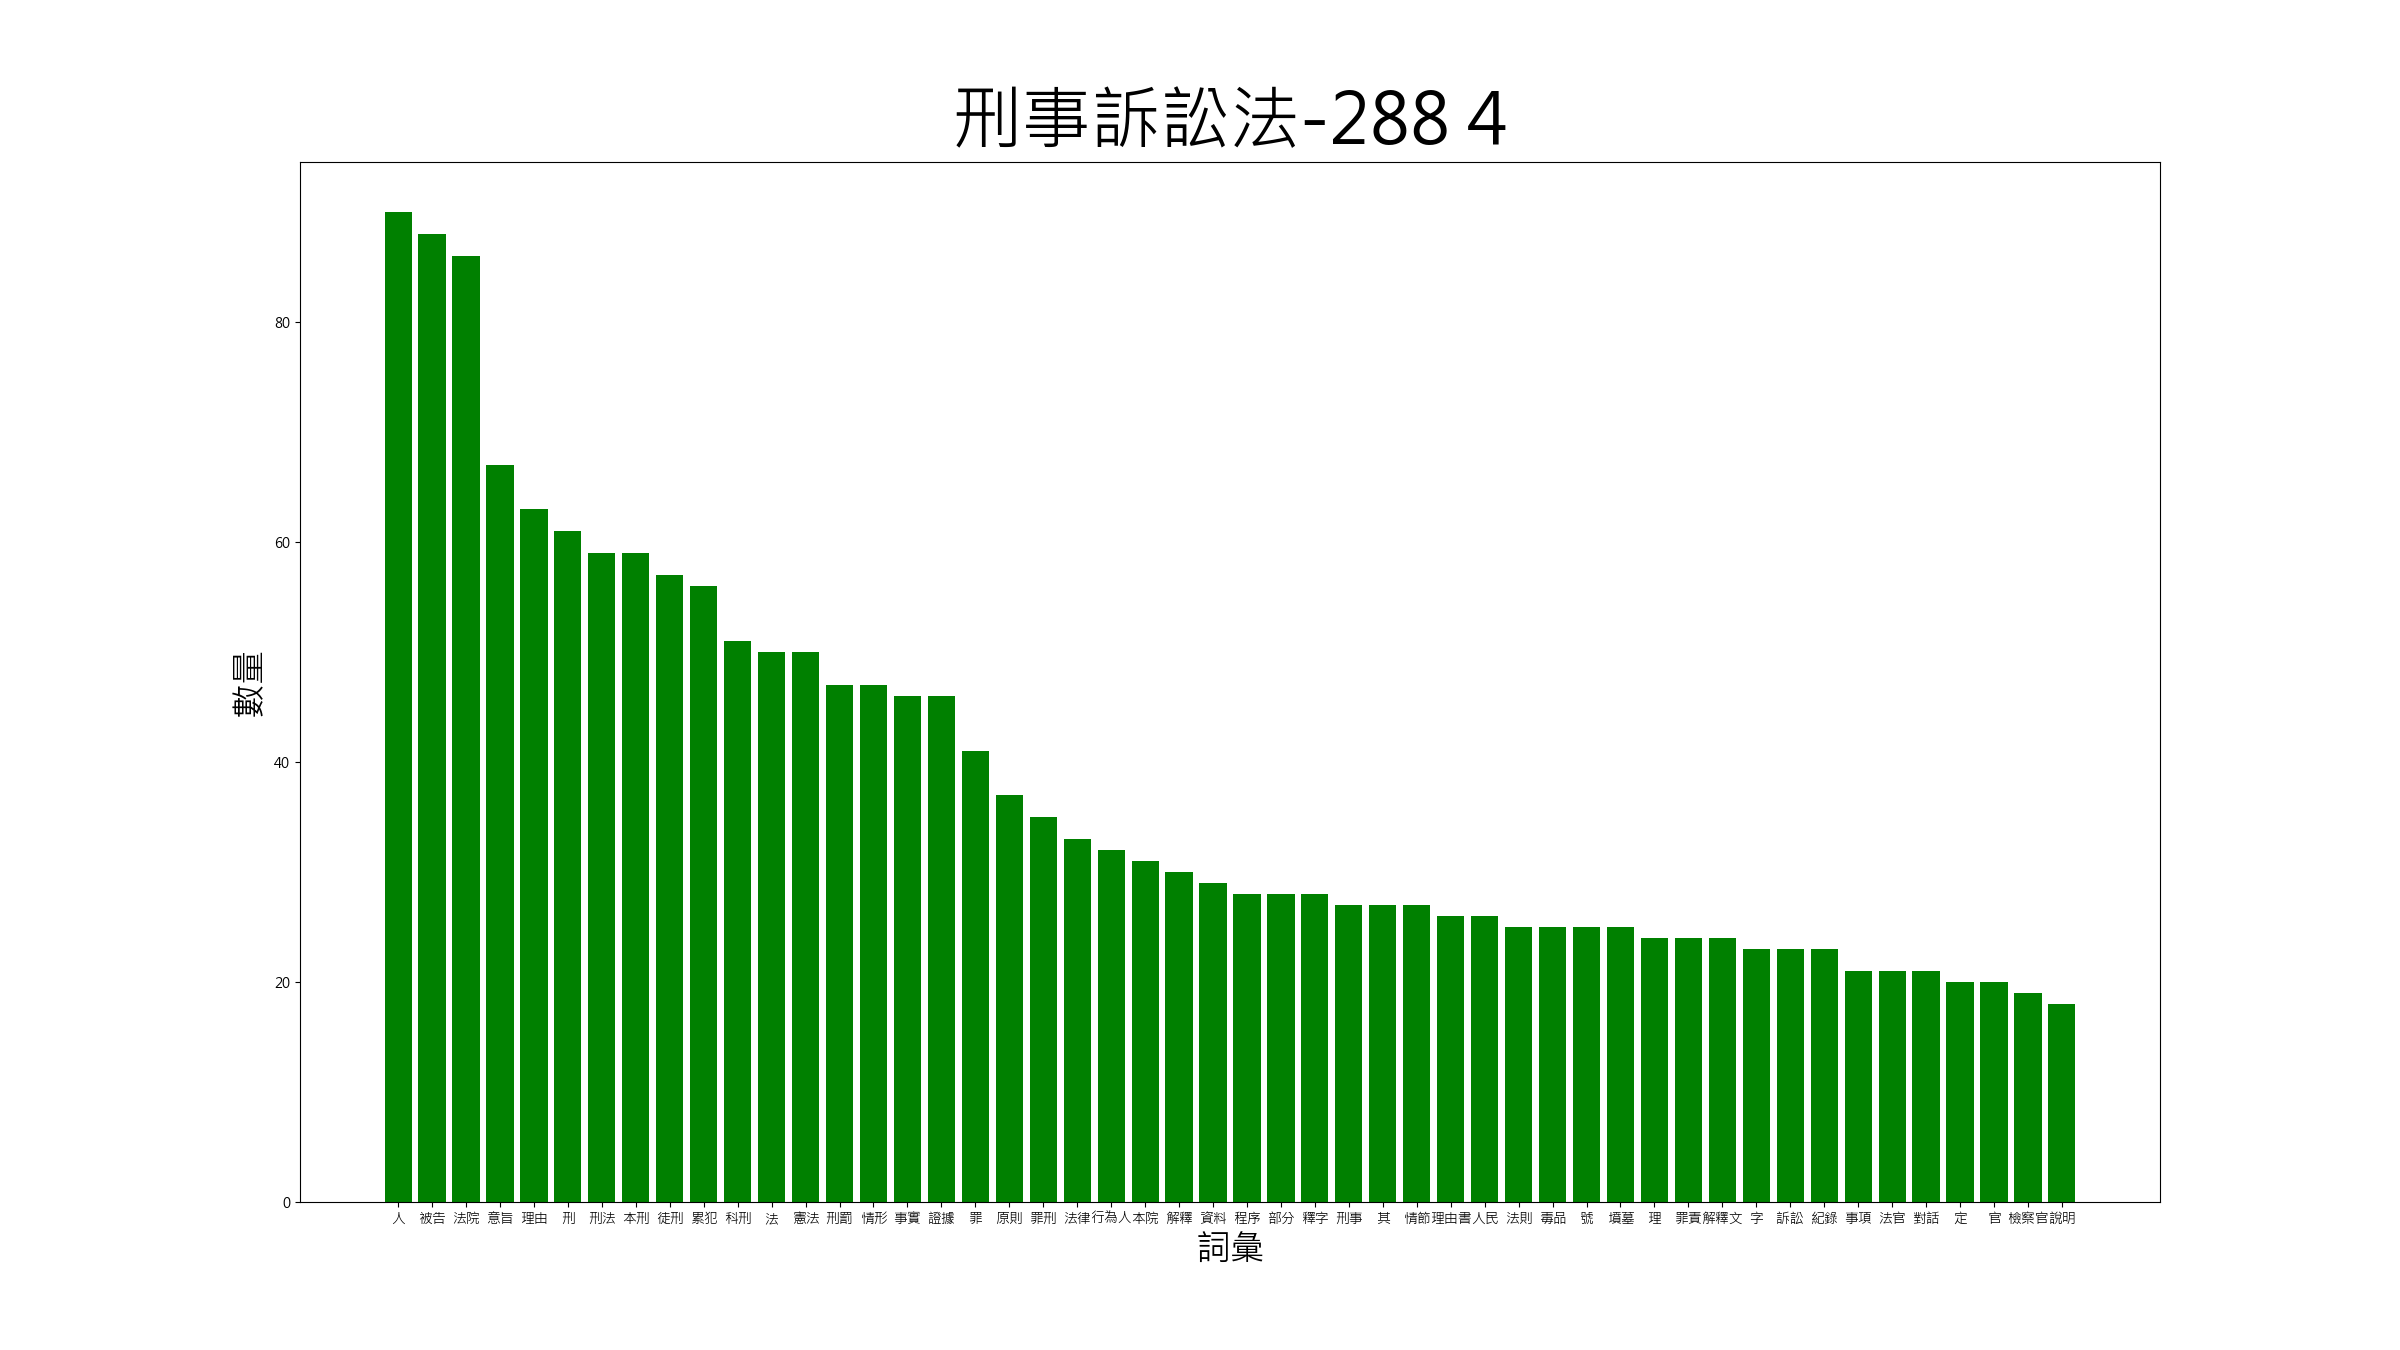 刑事訴訟法-288 4
數量
80
60
40
20
0
人 被告 法院 意旨 理由 刑 刑法 本刑 徒刑 累犯 科刑 法 憲法 刑罰 情形 事實 證據 罪 原則 罪刑 法律 行為人 本院 解釋 資料 程序 部分 釋字 刑事 其 情節 理由書 人民 法則 毒品 號 墳墓 理 罪責 解釋文 字 訴訟 紀錄 事項 法官 對話 定 官 檢察官 說明
詞彙